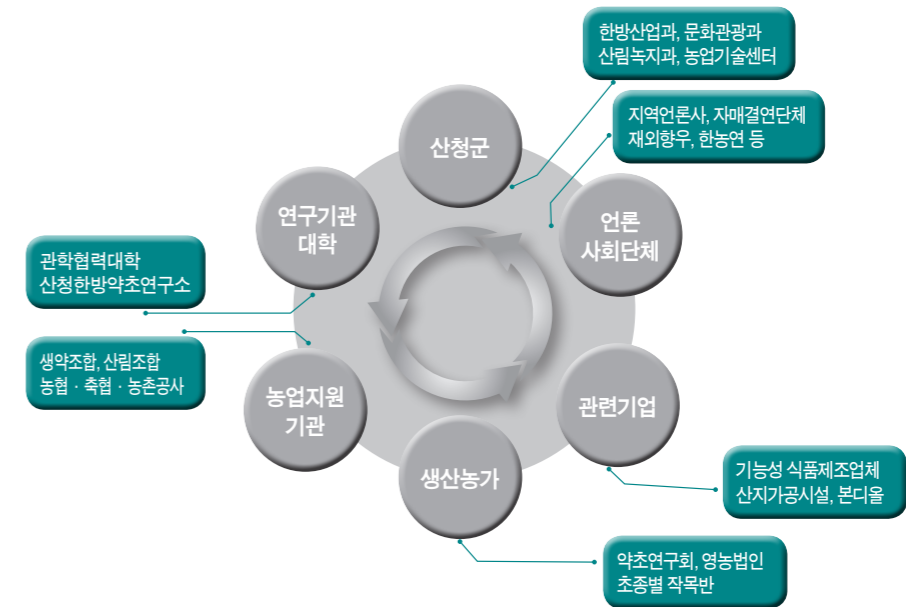 한방산업과, 문화관광과
산림녹지과, 농업기술센터
지역언론사, 자매결연단체
재외향우, 한농연 등
산청군
연구기관
대학
언론
사회단체
관학협력대학
산청한방약초연구소
생약조합, 산림조합
농협 · 축협 · 농촌공사
농업지원
기관
관련기업
생산농가
기능성 식품제조업체
산지가공시설, 본디올
약초연구회, 영농법인
초종별 작목반